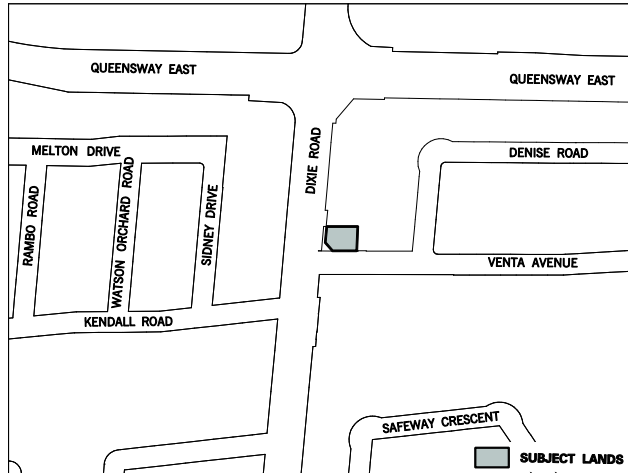 QUEENSWAY EAST
QUEENSWAY EAST
MELTON DRIVE
DENISE ROAD
DIXIE ROAD
RAMBO ROAD
WATSON ORCHARD ROAD
SIDNEY DRIVE
VENTA AVENUE
KENDALL ROAD
SAFEWAY CRESCENT
SUBJECT LANDS